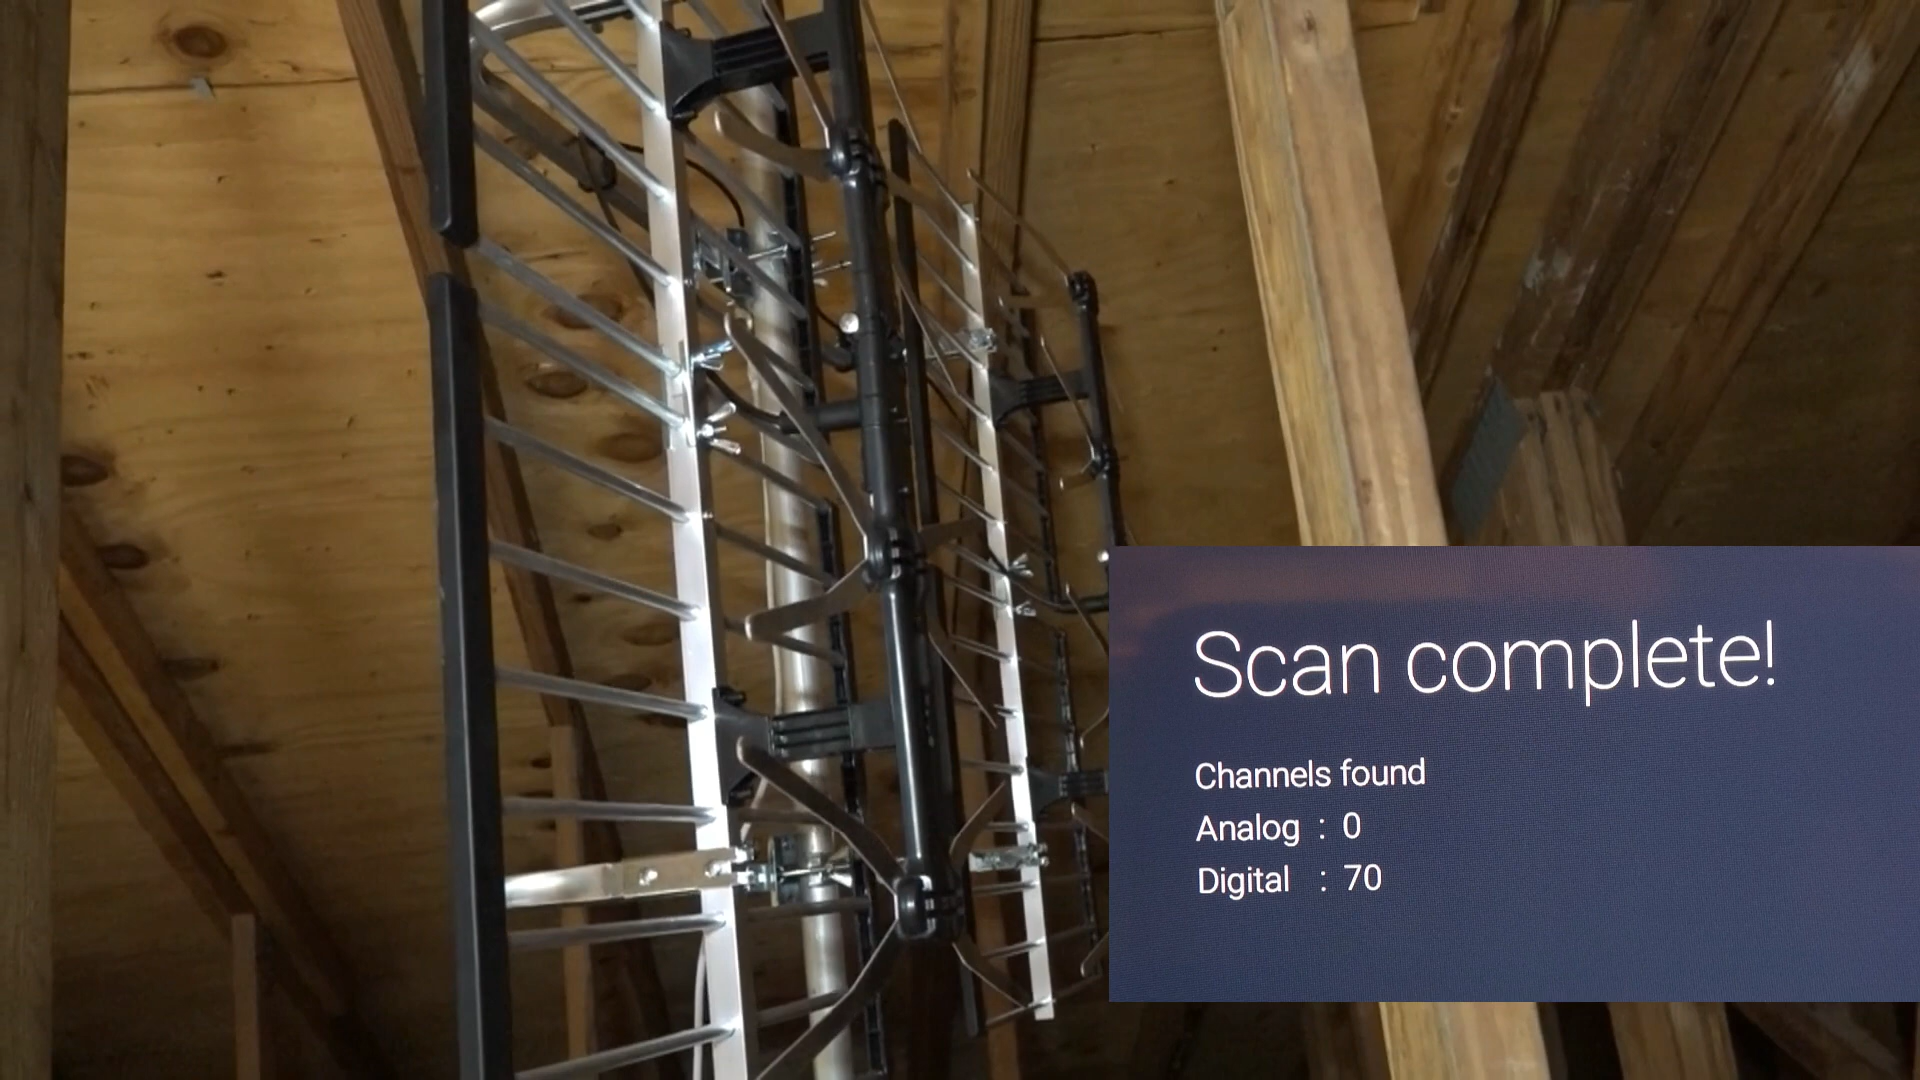 Scan complete!
Channels found
Analog : 0
Digital : 70